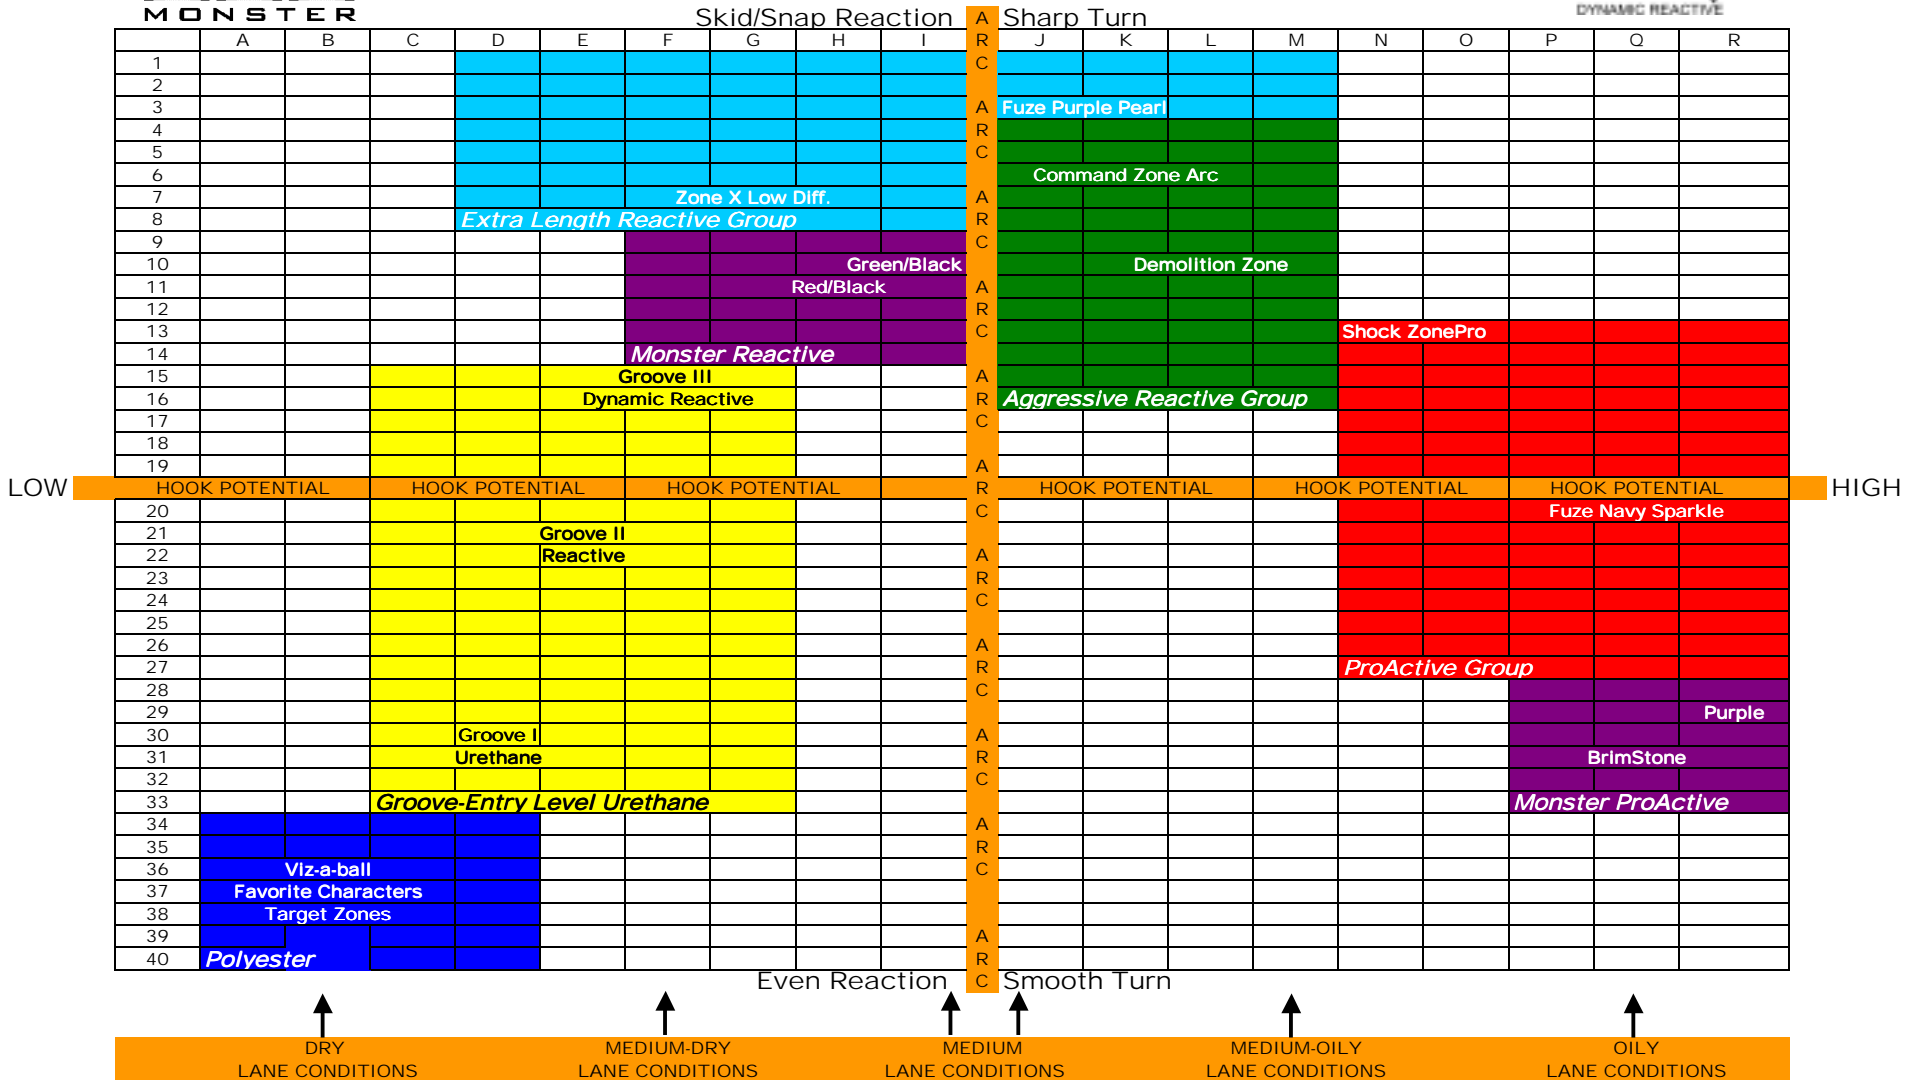 MONSTER
DYNAMIC REACTIVE
Skid/Snap Reaction A Sharp Turn
A B C D E F G H I R J K L M N O P Q R
1 C
2
3 A Fuze Purple Pearl
4 R
5 C
6 Command Zone Arc
7 Zone X Low Diff. A
8 Extra Length Reactive Group R
9 C
10 Green/Black Demolition Zone
11 Red/Black A
12 R
13 C Shock ZonePro
14 Monster Reactive
15 Groove III A
16 Dynamic Reactive R Aggressive Reactive Group
17 C
18
19 A
LOW HOOK POTENTIAL HOOK POTENTIAL HOOK POTENTIAL R HOOK POTENTIAL HOOK POTENTIAL HOOK POTENTIAL HIGH
20 C Fuze Navy Sparkle
21 Groove II
22 Reactive A
23 R
24 C
25
26 A
27 R ProActive Group
28 C
29 Purple
30 Groove I A
31 Urethane R BrimStone
32 C
33 Groove-Entry Level Urethane Monster ProActive
34 A
35 R
36 Viz-a-ball C
37 Favorite Characters
38 Target Zones
39 A
40 Polyester R
Even Reaction C Smooth Turn
DRY MEDIUM-DRY MEDIUM MEDIUM-OILY OILY
LANE CONDITIONS LANE CONDITIONS LANE CONDITIONS LANE CONDITIONS LANE CONDITIONS